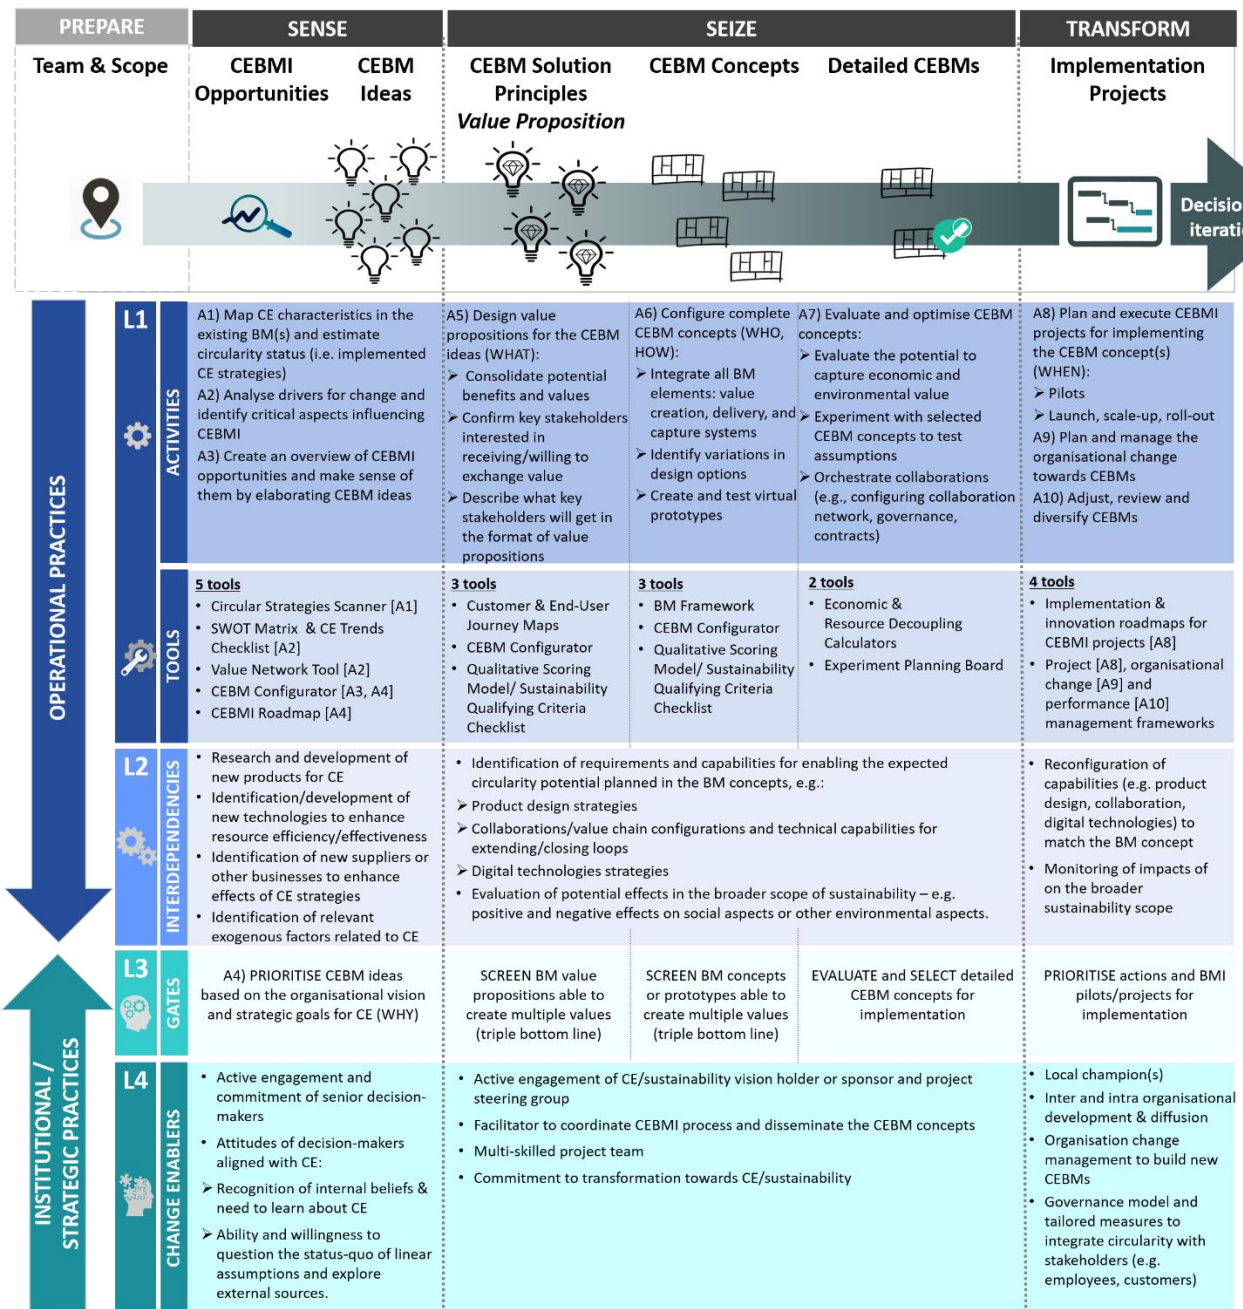 PREPARE
SENSE
SEIZE
TRANSFORM
Team & Scope
CEBMI
Opportunities
CEBM
Ideas
CEBM Solution
Principles
Value Proposition
CEBM Concepts
Detailed CEBMs
Implementation
Projects
Decision
iteratio
OPERATIONAL PRACTICES
L1
ACTIVITIES
A1) Map CE characteristics in the
existing BM(s) and estimate
circularity status (i.e. implemented
CE strategies)
A2) Analyse drivers for change and
identify critical aspects influencing
CEBMI
A3) Create an overview of CEBMI
opportunities and make sense of
them by elaborating CEBM ideas
A5) Design value
propositions for the CEBM
ideas (WHAT):
➤ Consolidate potential
benefits and values
➤ Confirm key stakeholders
interested in
receiving/willing to
exchange value
➤ Describe what key
stakeholders will get in
the format of value
propositions
A6) Configure complete
CEBM concepts (WHO,
HOW):
➤ Integrate all BM
elements: value
creation, delivery, and
capture systems
➤ Identify variations in
design options
➤ Create and test virtual
prototypes
A7) Evaluate and optimise CEBM
concepts:
➤ Evaluate the potential to
capture economic and
environmental value
➤ Experiment with selected
CEBM concepts to test
assumptions
➤ Orchestrate collaborations
(e.g., configuring collaboration
network, governance,
contracts)
A8) Plan and execute CEBMI
projects for implementing
the CEBM concept(s)
(WHEN):
➤ Pilots
➤ Launch, scale-up, roll-out
A9) Plan and manage the
organisational change
towards CEBMs
A10) Adjust, review and
diversify CEBMs
TOOLS
5 tools
• Circular Strategies Scanner [A1]
• SWOT Matrix & CE Trends
Checklist [A2]
• Value Network Tool [A2]
• CEBM Configurator [A3, A4]
• CEBMI Roadmap [A4]
3 tools
• Customer & End-User
Journey Maps
• CEBM Configurator
• Qualitative Scoring
Model/ Sustainability
Qualifying Criteria
Checklist
3 tools
• BM Framework
• CEBM Configurator
• Qualitative Scoring
Model/ Sustainability
Qualifying Criteria
Checklist
2 tools
• Economic &
Resource Decoupling
Calculators
• Experiment Planning Board
4 tools
• Implementation &
innovation roadmaps for
CEBMI projects [A8]
• Project [A8], organisational
change [A9] and
performance [A10]
management frameworks
L2
INTERDEPENDENCIES
• Research and development of
new products for CE
• Identification/development of
new technologies to enhance
resource efficiency/effectiveness
• Identification of new suppliers or
other businesses to enhance
effects of CE strategies
• Identification of relevant
exogenous factors related to CE
• Identification of requirements and capabilities for enabling the expected
circularity potential planned in the BM concepts, e.g.:
➤ Product design strategies
➤ Collaborations/value chain configurations and technical capabilities for
extending/closing loops
➤ Digital technologies strategies
• Evaluation of potential effects in the broader scope of sustainability – e.g.
positive and negative effects on social aspects or other environmental aspects.
• Reconfiguration of
capabilities (e.g. product
design, collaboration,
digital technologies) to
match the BM concept
• Monitoring of impacts of
on the broader
sustainability scope
INSTITUTIONAL /
STRATEGIC PRACTICES
L3
GATES
A4) PRIORITISE CEBM ideas
based on the organisational vision
and strategic goals for CE (WHY)
SCREEN BM value
propositions able to
create multiple values
(triple bottom line)
SCREEN BM concepts
or prototypes able to
create multiple values
(triple bottom line)
EVALUATE and SELECT detailed
CEBM concepts for
implementation
PRIORITISE actions and BMI
pilots/projects for
implementation
L4
CHANGE ENABLERS
• Active engagement and
commitment of senior decision-
makers
• Attitudes of decision-makers
aligned with CE:
➤ Recognition of internal beliefs &
need to learn about CE
➤ Ability and willingness to
question the status-quo of linear
assumptions and explore
external sources.
• Active engagement of CE/sustainability vision holder or sponsor and project
steering group
• Facilitator to coordinate CEBMI process and disseminate the CEBM concepts
• Multi-skilled project team
• Commitment to transformation towards CE/sustainability
• Local champion(s)
• Inter and intra organisational
development & diffusion
• Organisation change
management to build new
CEBMs
• Governance model and
tailored measures to
integrate circularity with
stakeholders (e.g.
employees, customers)